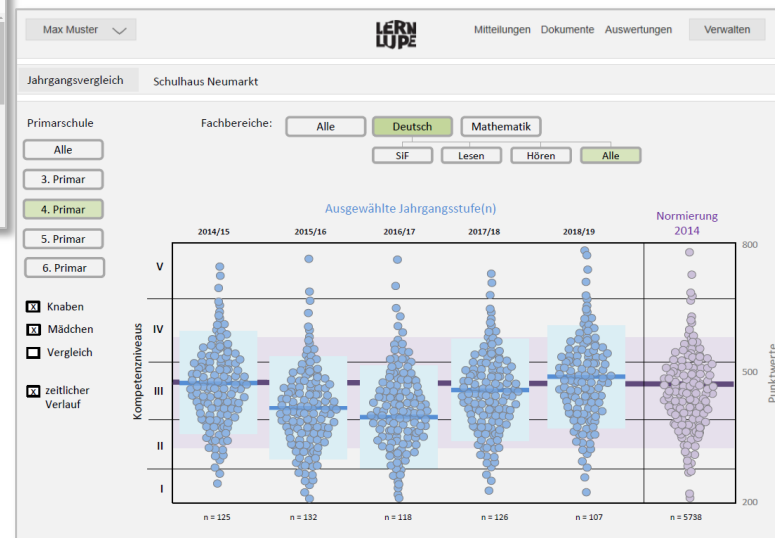 Max Muster
LERN
LUPE
Mitteilungen Dokumente Auswertungen Verwalten
Jahrgangsvergleich Schulhaus Neumarkt
Primarschule
Fachbereiche: Alle Deutsch Mathematik
Alle
SiF Lesen Hören Alle
3. Primar
4. Primar
5. Primar
6. Primar
Ausgewählte Jahrgangsstufe(n)
Normierung
2014
2014/15 2015/16 2016/17 2017/18 2018/19
800
V
X Knaben
X Mädchen
Vergleich
X zeitlicher
Verlauf
Kompetenzniveaus
IV
III
II
I
500
Punktwerte
200
n = 125 n = 132 n = 118 n = 126 n = 107 n = 5738